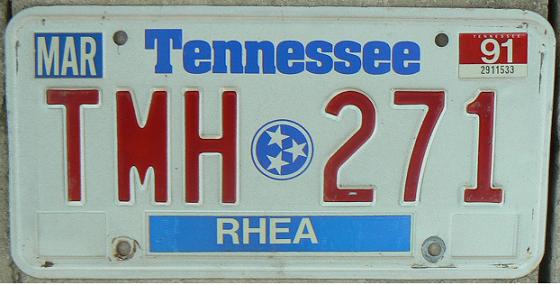 MAR Tennessee TENNESSEE 91
2911533
TMH 271
RHEA